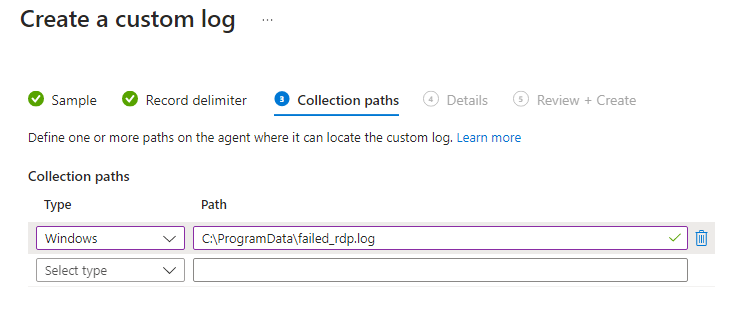 Create a custom log ...
Sample 	Record delimiter 	3 Collection paths 	4 Details 	5 Review + Create
Define one or more paths on the agent where it can locate the custom log. Learn more
Collection paths
Type 	Path
Windows 	C:\ProgramData\failed_rdp.log
Select type